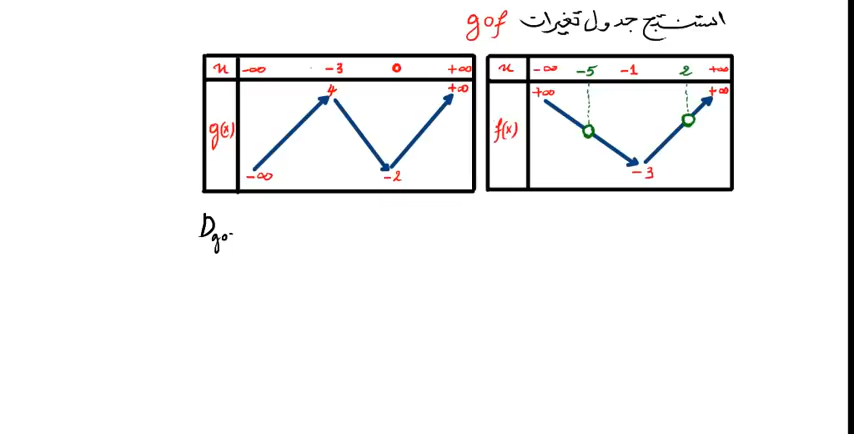 استنتج جدول تغيرات gof
x -∞ -3 0 +∞
4 +∞
g(x)
-∞ -2
x -∞ -5 -1 2 +∞
+∞ +∞
f(x)
-3
Dgo